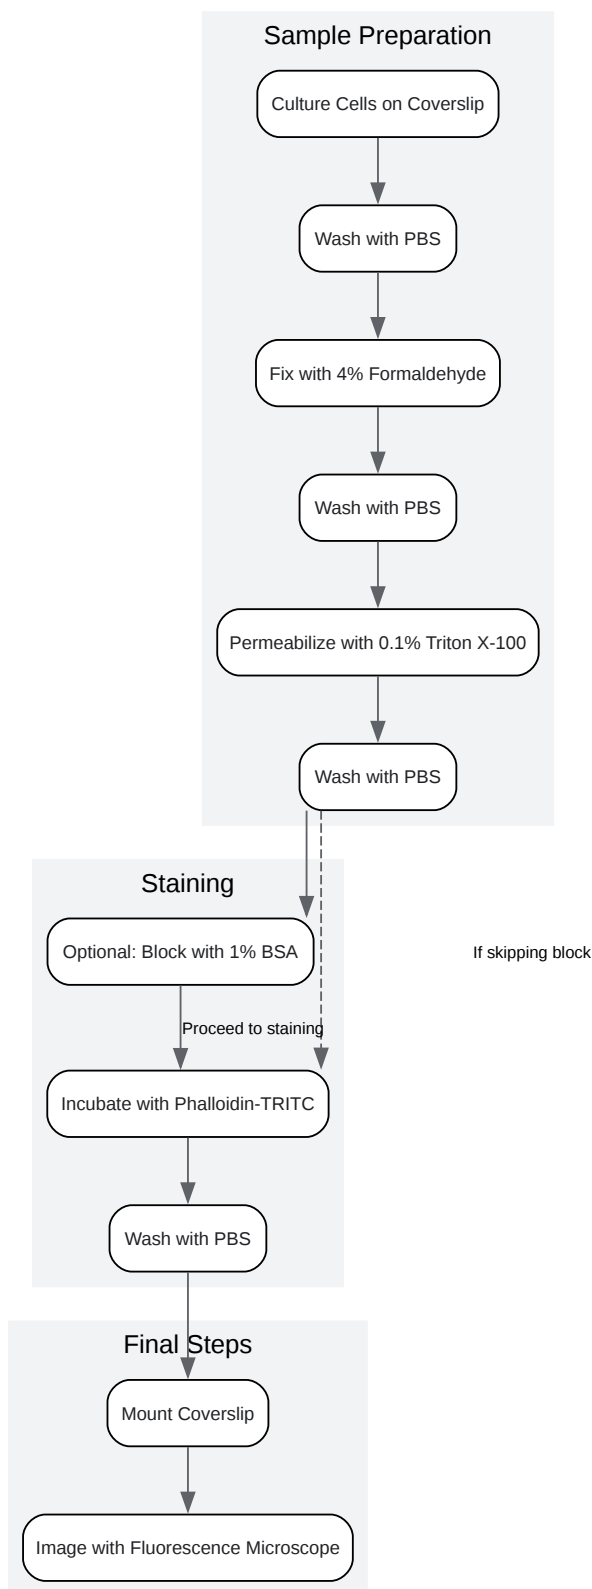 Sample Preparation
Culture Cells on Coverslip
Wash with PBS
Fix with 4% Formaldehyde
Wash with PBS
Permeabilize with 0.1% Triton X-100
Wash with PBS
Staining
Optional: Block with 1% BSA
If skipping block
Proceed to staining
Incubate with Phalloidin-TRITC
Wash with PBS
Final Steps
Mount Coverslip
Image with Fluorescence Microscope